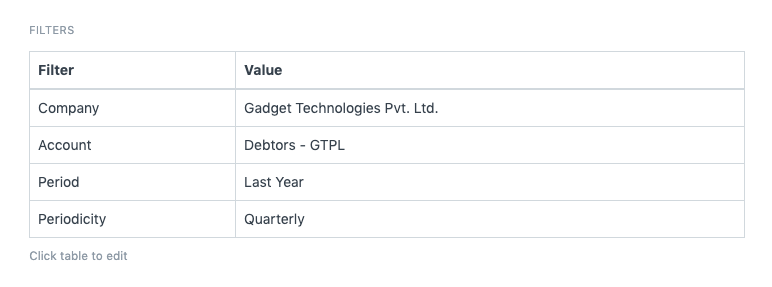 FILTERS
Filter Value
Company Gadget Technologies Pvt. Ltd.
Account Debtors - GTPL
Period Last Year
Periodicity Quarterly
Click table to edit